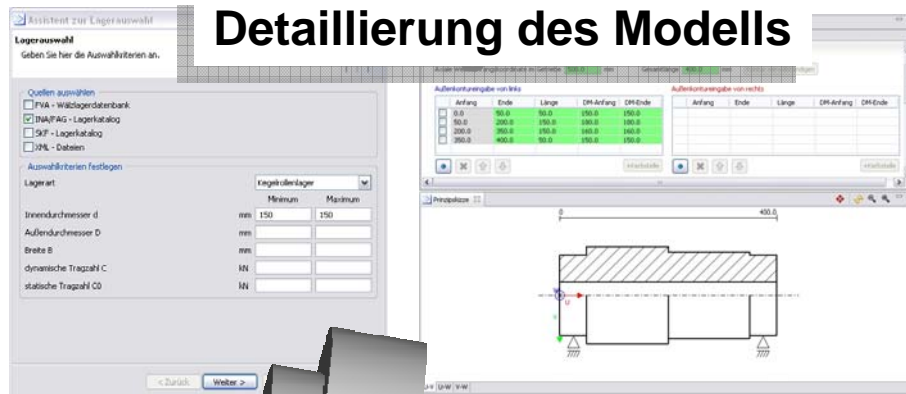 Detaillierung des Modells
Assistent zur Lagerauswahl
Lagerauswahl
Geben Sie hier die Auswahlkriterien an.
Quellen auswählen
FVA - Wälzlagerdatenbank
INA/FAG - Lagerkatalog
SKF - Lagerkatalog
XML - Dateien
Auswahlkriterien festlegen
Lagerart Kegelrollenlager
Minimum Maximum
Innendurchmesser d mm 150 150
Außendurchmesser D mm
Breite B mm
dynamische Tragzahl C kN
statische Tragzahl C0 kN
< Zurück Weiter >
Außenkontureingabe von links
Anfang Ende Länge DM-Anfang DM-Ende
0.0 50.0 50.0 150.0 150.0
50.0 200.0 150.0 180.0 180.0
200.0 350.0 150.0 160.0 160.0
350.0 400.0 50.0 150.0 150.0
Außenkontureingabe von rechts
Anfang Ende Länge DM-Anfang DM-Ende
Prinzipskizze
0 400.0
U
V
U-W V-W